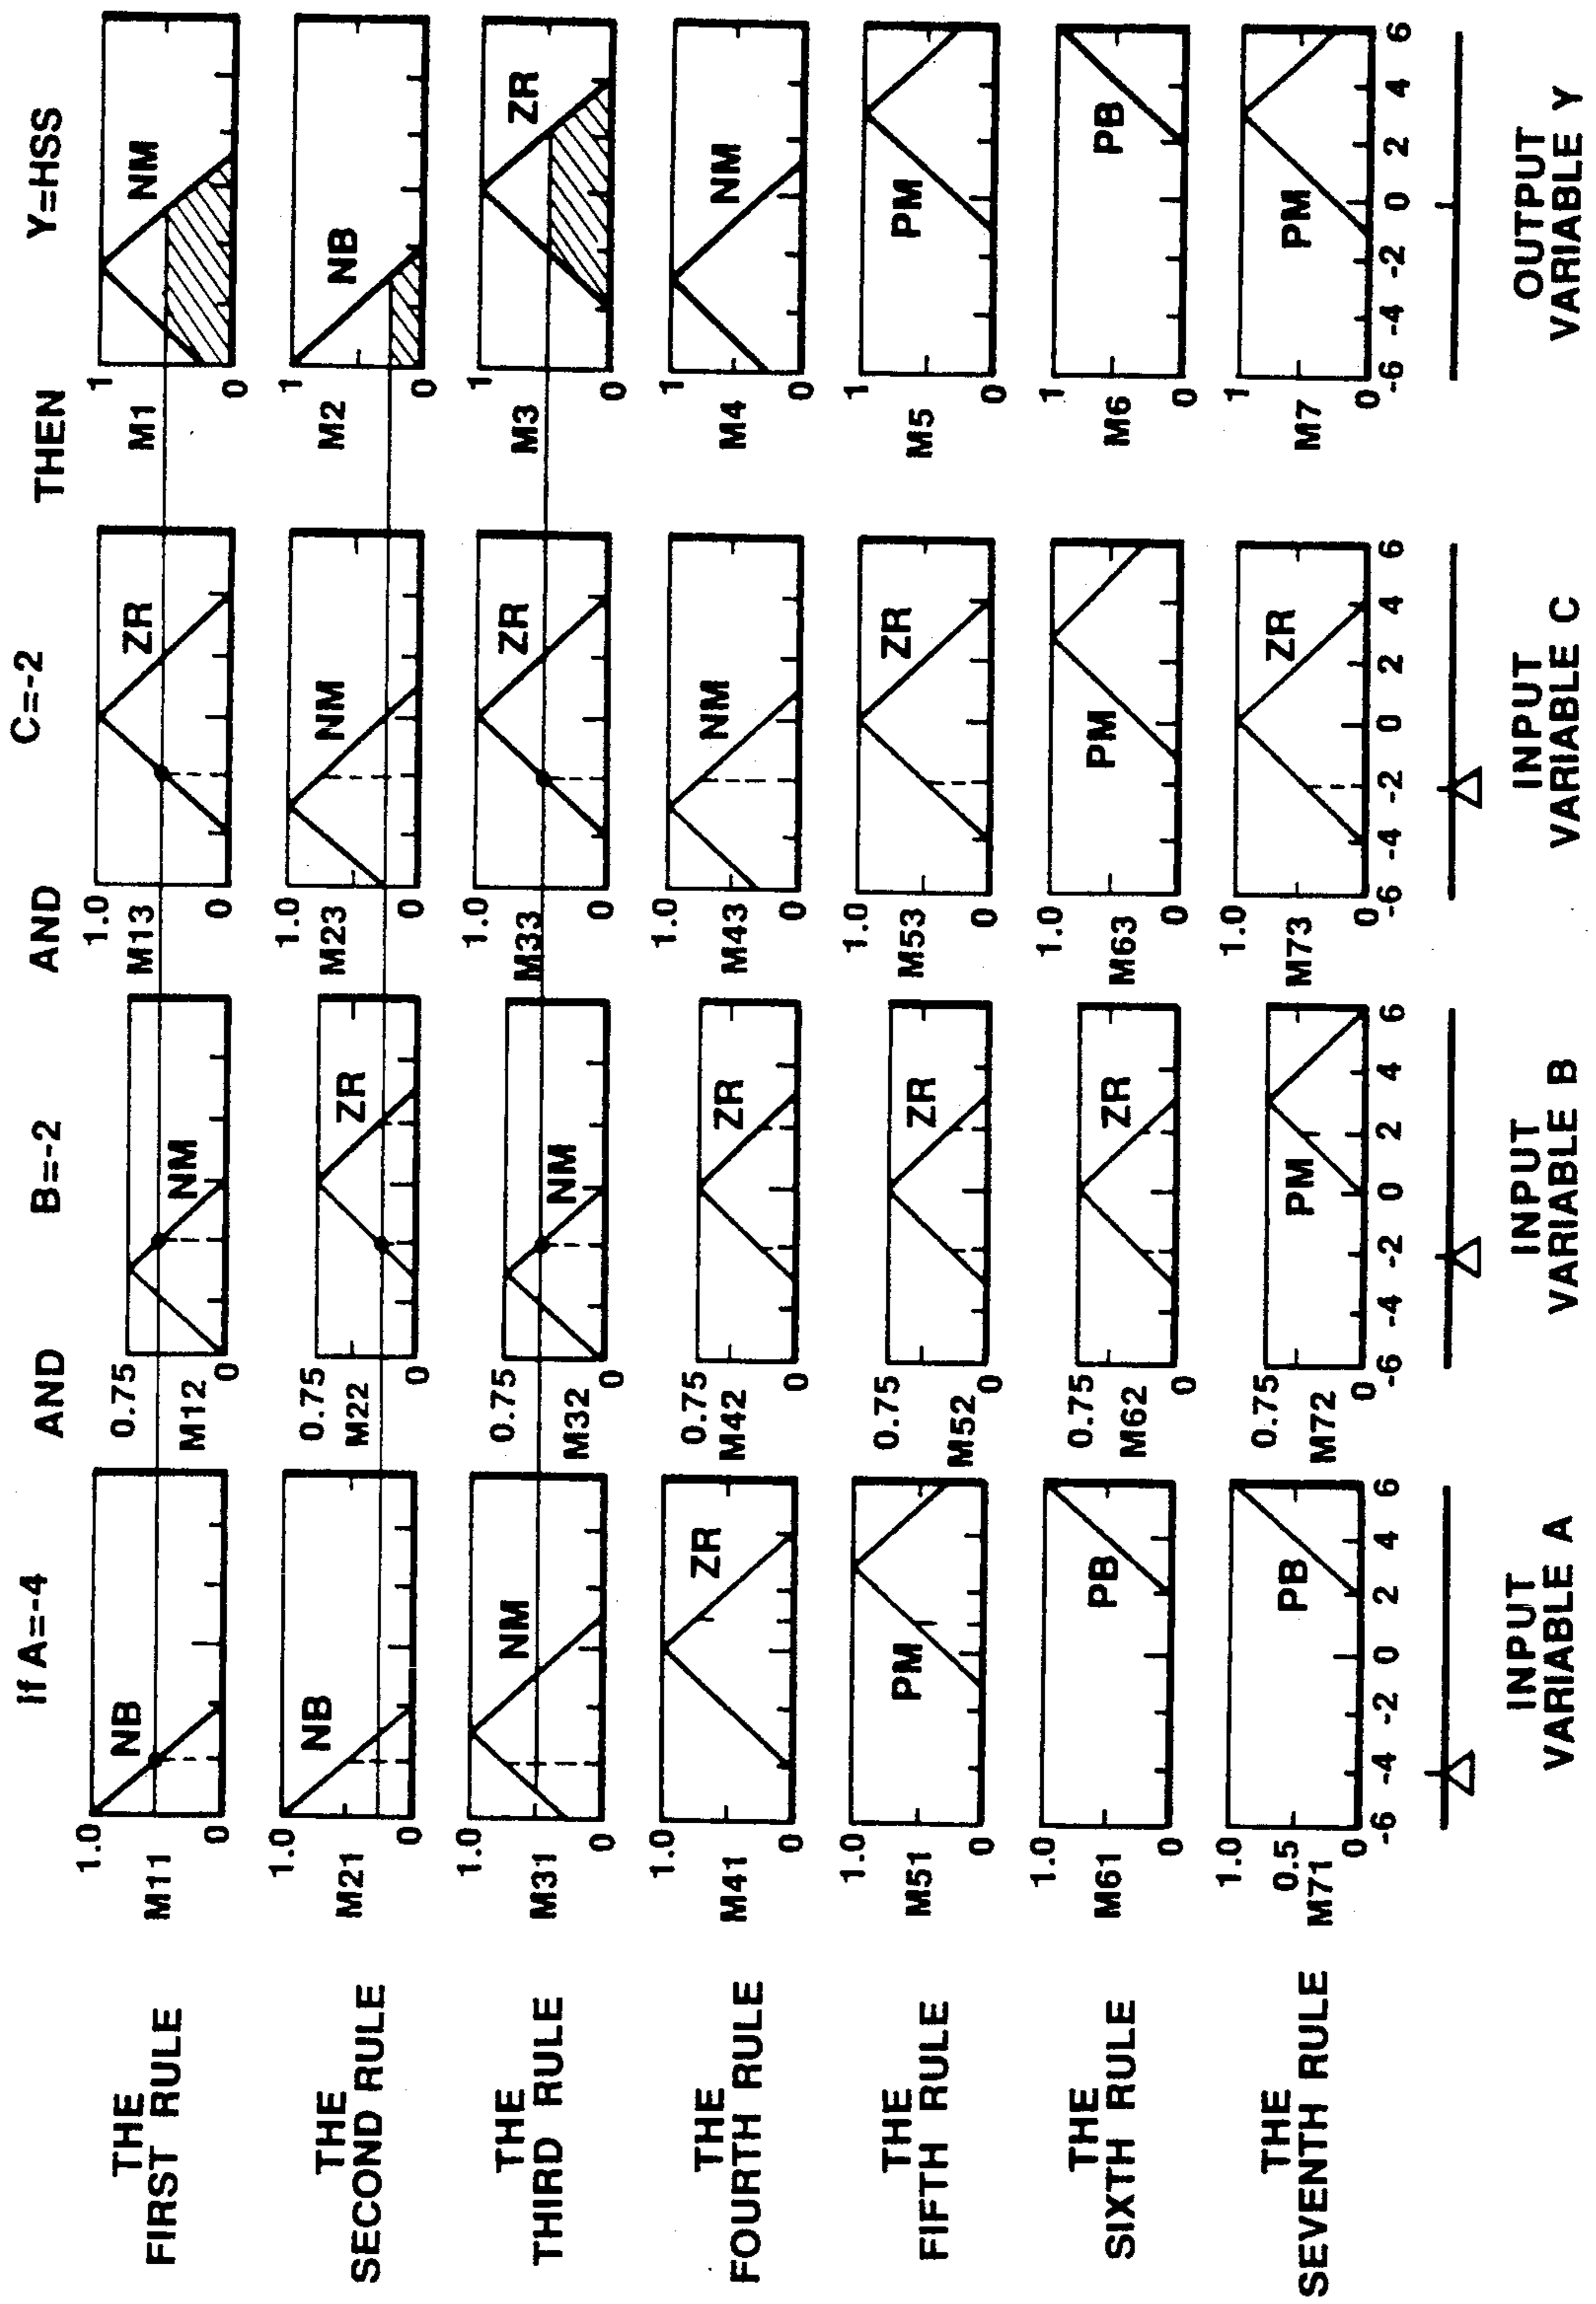 If A=-4
AND
B=-2
AND
C=-2
THEN
Y=HSS
THE
FIRST RULE
1.0
M11
0
NB
0.75
M12
0
NM
1.0
M13
0
ZR
1
M1
0
NM
THE
SECOND RULE
1.0
M21
0
NB
0.75
M22
0
ZR
1.0
M23
0
NM
1
M2
0
NB
THE
THIRD RULE
1.0
M31
0
NM
0.75
M32
0
NM
1.0
M33
0
ZR
1
M3
0
ZR
THE
FOURTH RULE
1.0
M41
0
ZR
0.75
M42
0
ZR
1.0
M43
0
NM
1
M4
0
NM
THE
FIFTH RULE
1.0
M51
0
PM
0.75
M52
0
ZR
1.0
M53
0
ZR
1
M5
0
PM
THE
SIXTH RULE
1.0
M61
0
PB
0.75
M62
0
ZR
1.0
M63
0
PM
1
M6
0
PB
THE
SEVENTH RULE
1.0
0.5
M71
0
PB
0.75
M72
0
PM
1.0
M73
0
ZR
1
M7
0
PM
-6 -4 -2 0 2 4 6
-6 -4 -2 0 2 4 6
-6 -4 -2 0 2 4 6
-6 -4 -2 0 2 4 6
INPUT
VARIABLE A
INPUT
VARIABLE B
INPUT
VARIABLE C
OUTPUT
VARIABLE Y